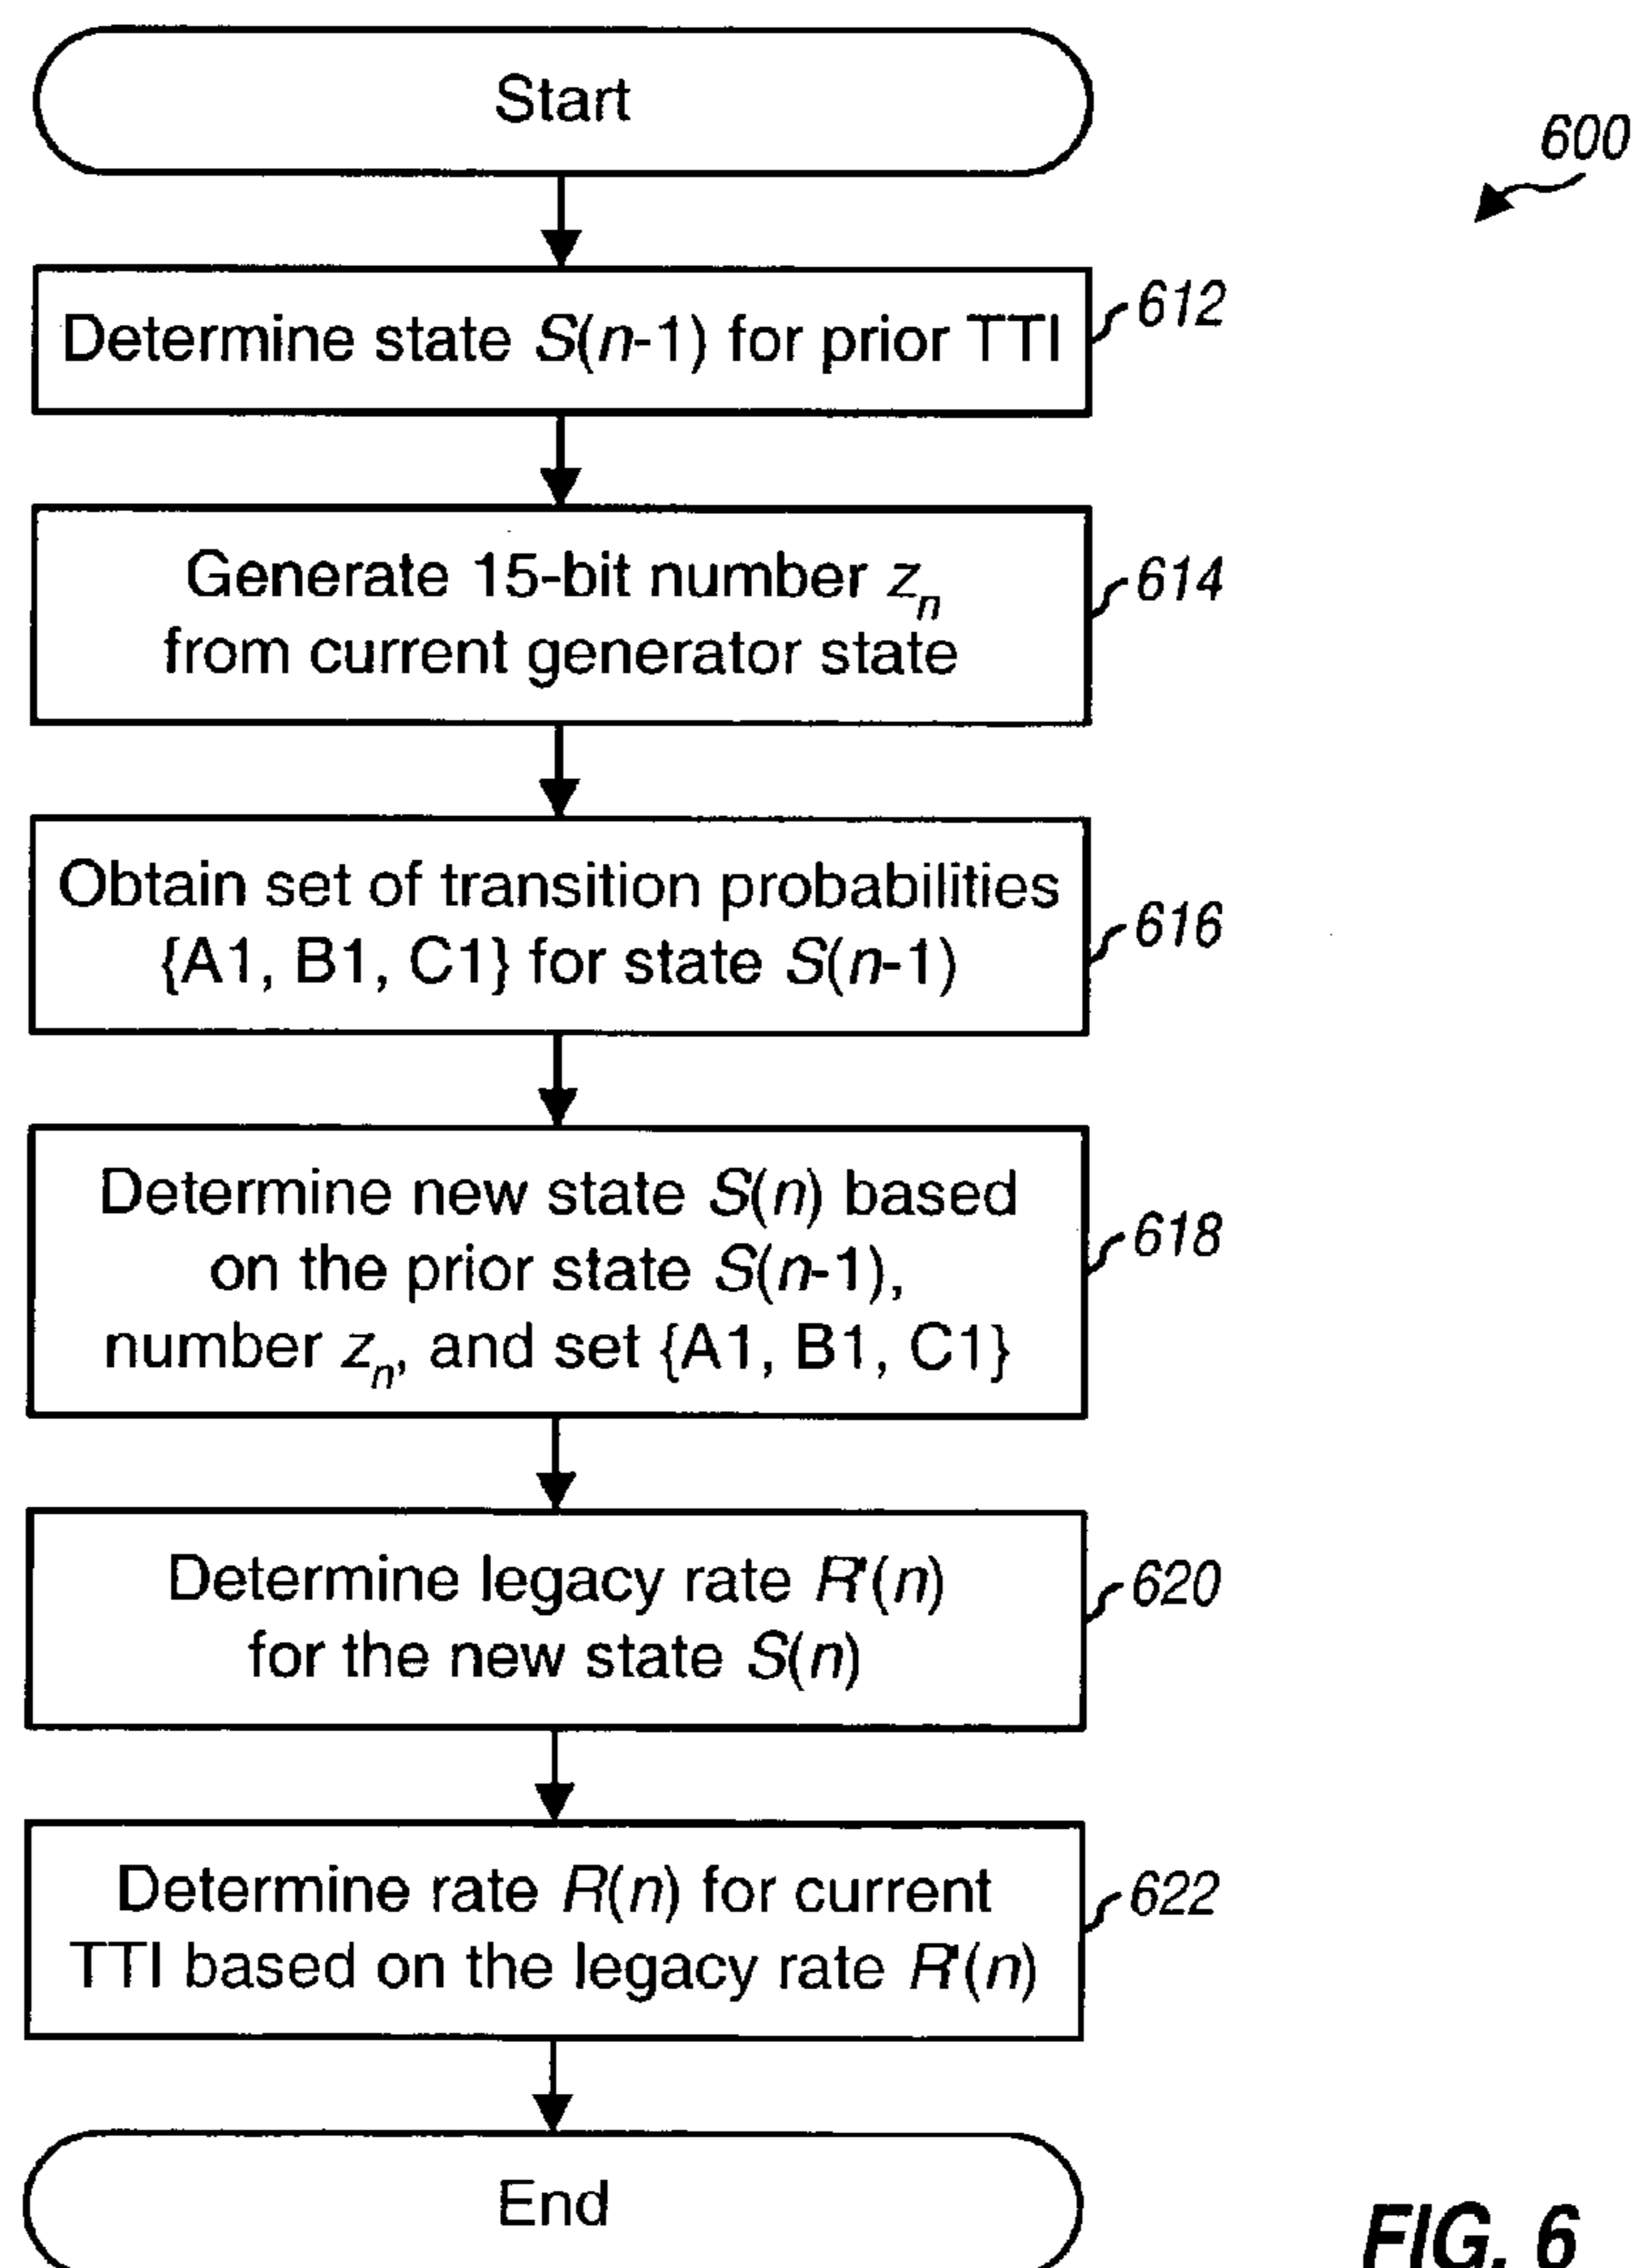 Start
600
Determine state S(n-1) for prior TTI
612
Generate 15-bit number zn
from current generator state
614
Obtain set of transition probabilities
{A1, B1, C1} for state S(n-1)
616
Determine new state S(n) based
on the prior state S(n-1),
number zn, and set {A1, B1, C1}
618
Determine legacy rate R'(n)
for the new state S(n)
620
Determine rate R(n) for current
TTI based on the legacy rate R'(n)
622
End
FIG. 6